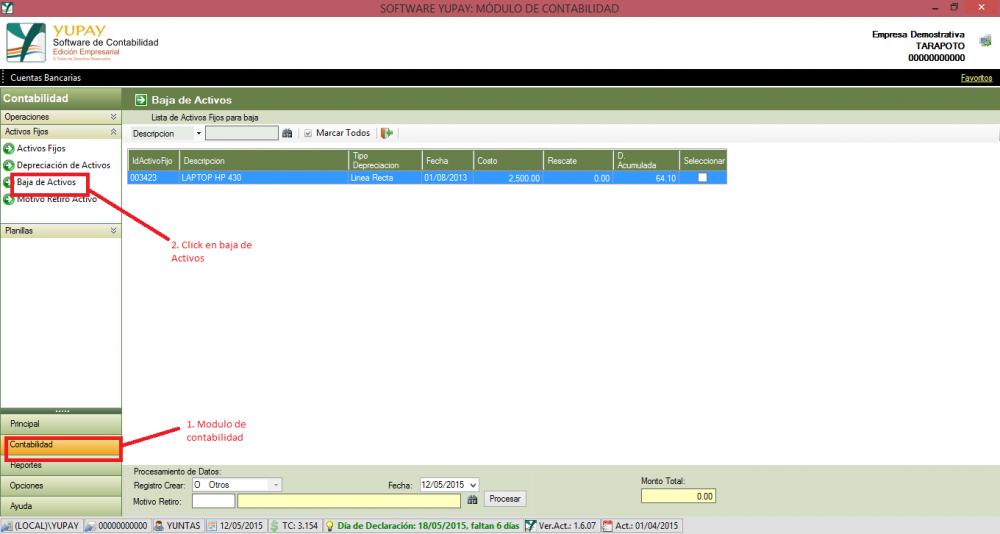 SOFTWARE YUPAY: MÓDULO DE CONTABILIDAD
YUPAY
Software de Contabilidad
Edición Empresarial
© Todos los Derechos Reservados
Empresa Demostrativa
TARAPOTO
00000000000
Cuentas Bancarias
Favoritos
Contabilidad
Operaciones
Activos Fijos
Activos Fijos
Depreciación de Activos
Baja de Activos
Motivo Retiro Activo
Planillas
Baja de Activos
Lista de Activos Fijos para baja
Descripcion
Marcar Todos
IdActivoFijo Descripcion Tipo Depreciacion Fecha Costo Rescate D. Acumulada Seleccionar
003423 LAPTOP HP 430 Linea Recta 01/08/2013 2,500.00 0.00 64.10
2. Click en baja de
Activos
1. Modulo de
contabilidad
Principal
Contabilidad
Reportes
Opciones
Ayuda
Procesamiento de Datos:
Registro Crear: O Otros Fecha: 12/05/2015
Motivo Retiro: Procesar
Monto Total:
0.00
(LOCAL)\YUPAY 00000000000 YUNTAS 12/05/2015 TC: 3.154 Día de Declaración: 18/05/2015, faltan 6 días Ver.Act.: 1.6.07 Act.: 01/04/2015